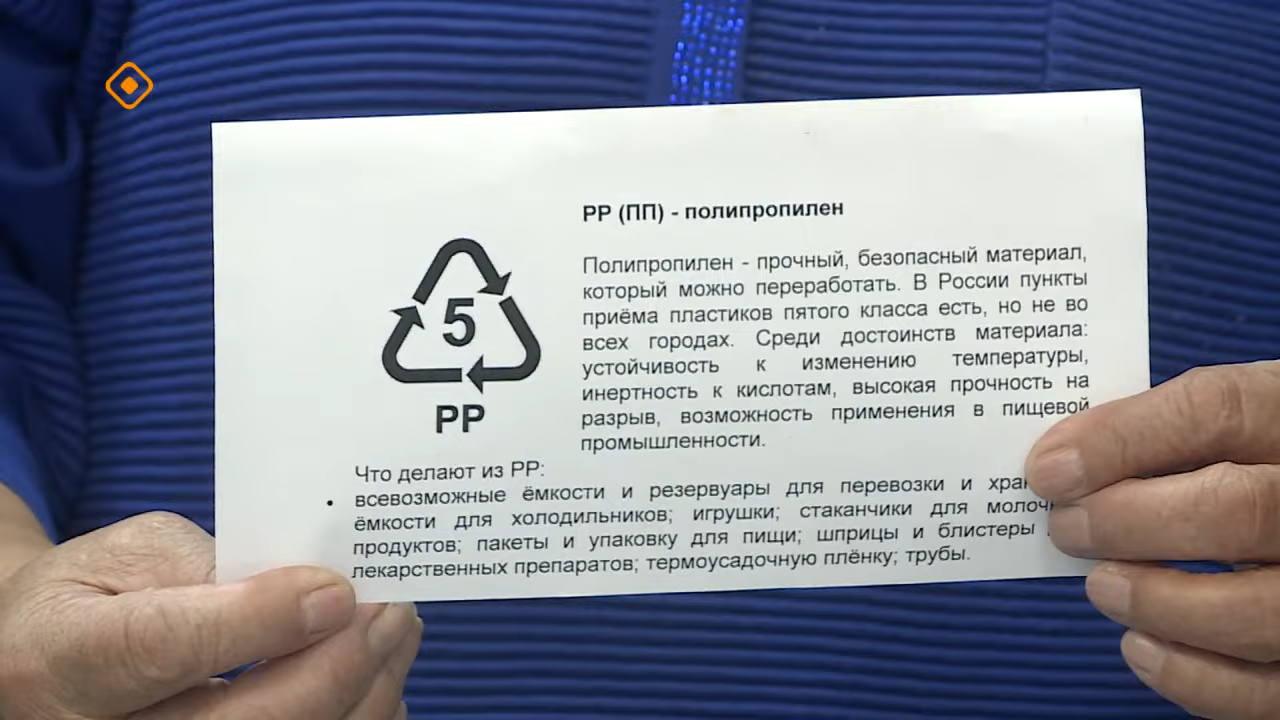 PP (ПП) - полипропилен
Полипропилен - прочный, безопасный материал,
который можно переработать. В России пункты
приёма пластиков пятого класса есть, но не во
всех городах. Среди достоинств материала:
устойчивость к изменению температуры,
инертность к кислотам, высокая прочность на
разрыв, возможность применения в пищевой
промышленности.
5
PP
Что делают из PP:
• всевозможные ёмкости и резервуары для перевозки и
ёмкости для холодильников; игрушки; стаканчики для
продуктов; пакеты и упаковку для пищи; шприцы и блистеры
лекарственных препаратов; термоусадочную плёнку; трубы.